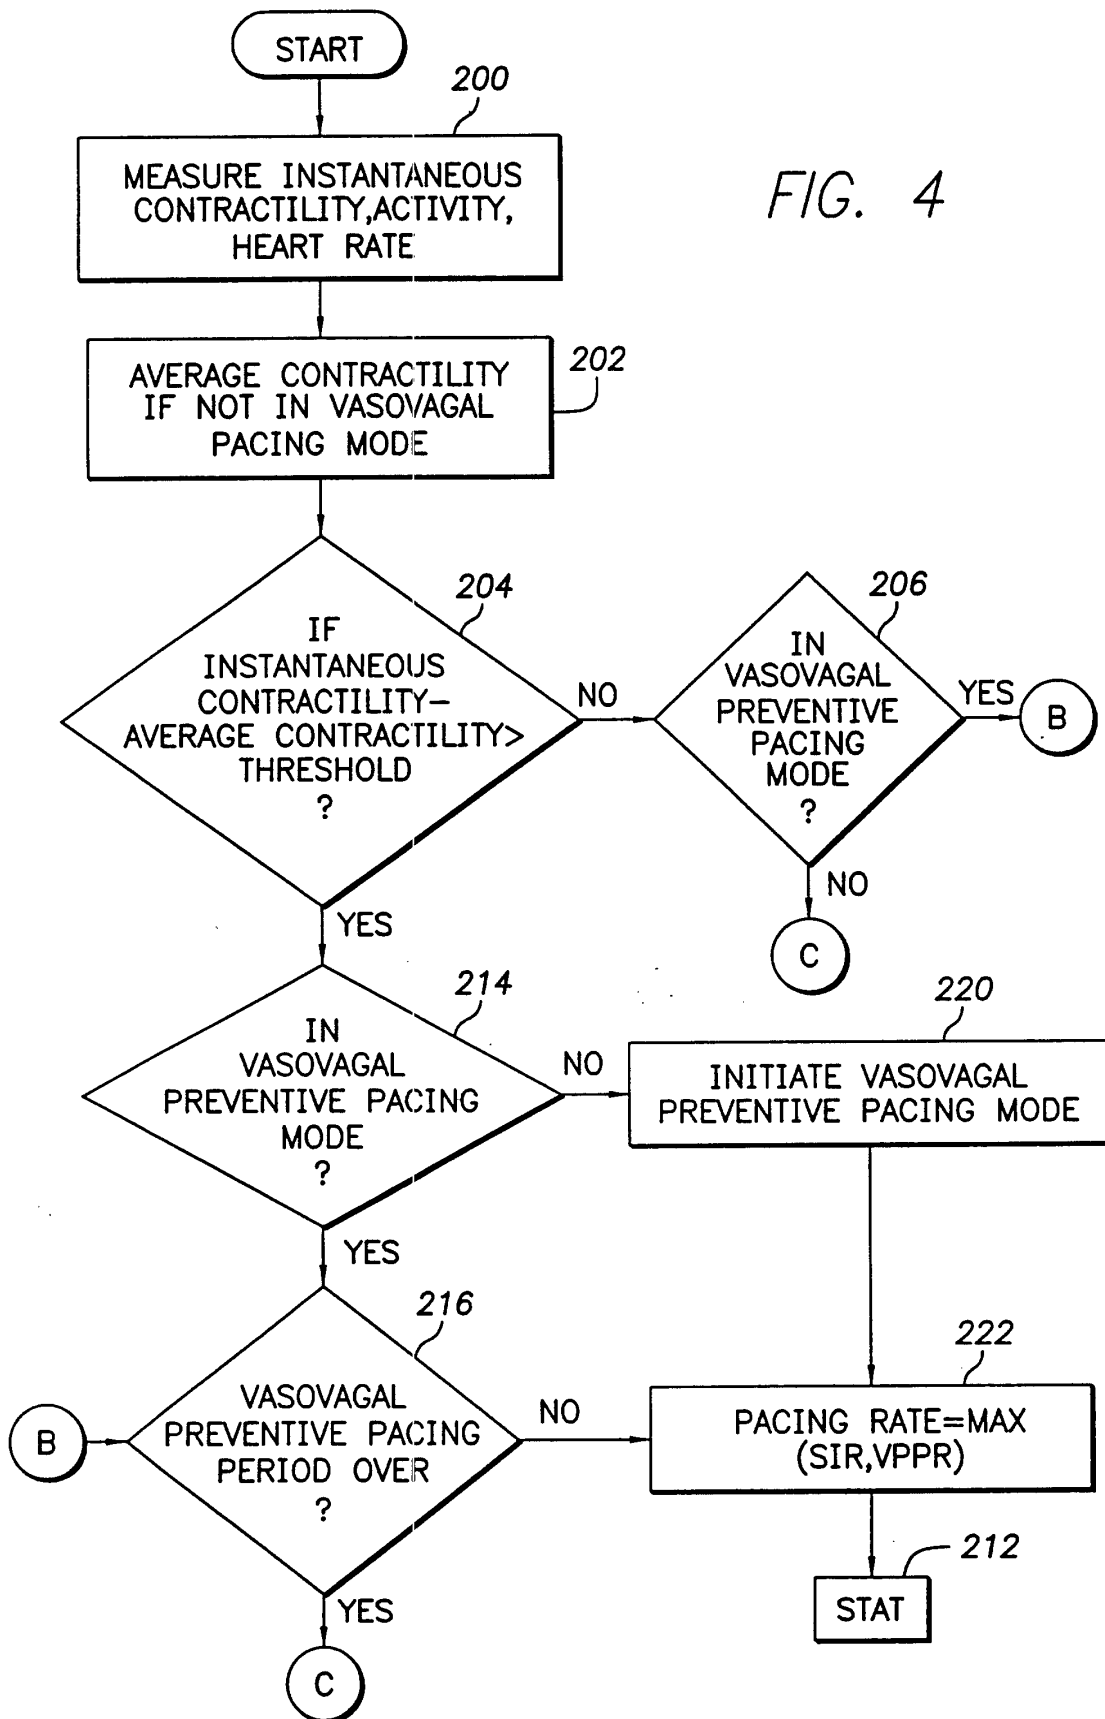 START
200
MEASURE INSTANTANEOUS
CONTRACTILITY,ACTIVITY,
HEART RATE
FIG. 4
AVERAGE CONTRACTILITY
IF NOT IN VASOVAGAL
PACING MODE
202
204
IF
INSTANTANEOUS
CONTRACTILITY-
AVERAGE CONTRACTILITY>
THRESHOLD
?
NO
206
IN
VASOVAGAL
PREVENTIVE
PACING
MODE
?
YES
B
NO
C
YES
214
IN
VASOVAGAL
PREVENTIVE PACING
MODE
?
NO
220
INITIATE VASOVAGAL
PREVENTIVE PACING MODE
YES
216
B
VASOVAGAL
PREVENTIVE PACING
PERIOD OVER
?
NO
222
PACING RATE=MAX
(SIR,VPPR)
212
STAT
YES
C